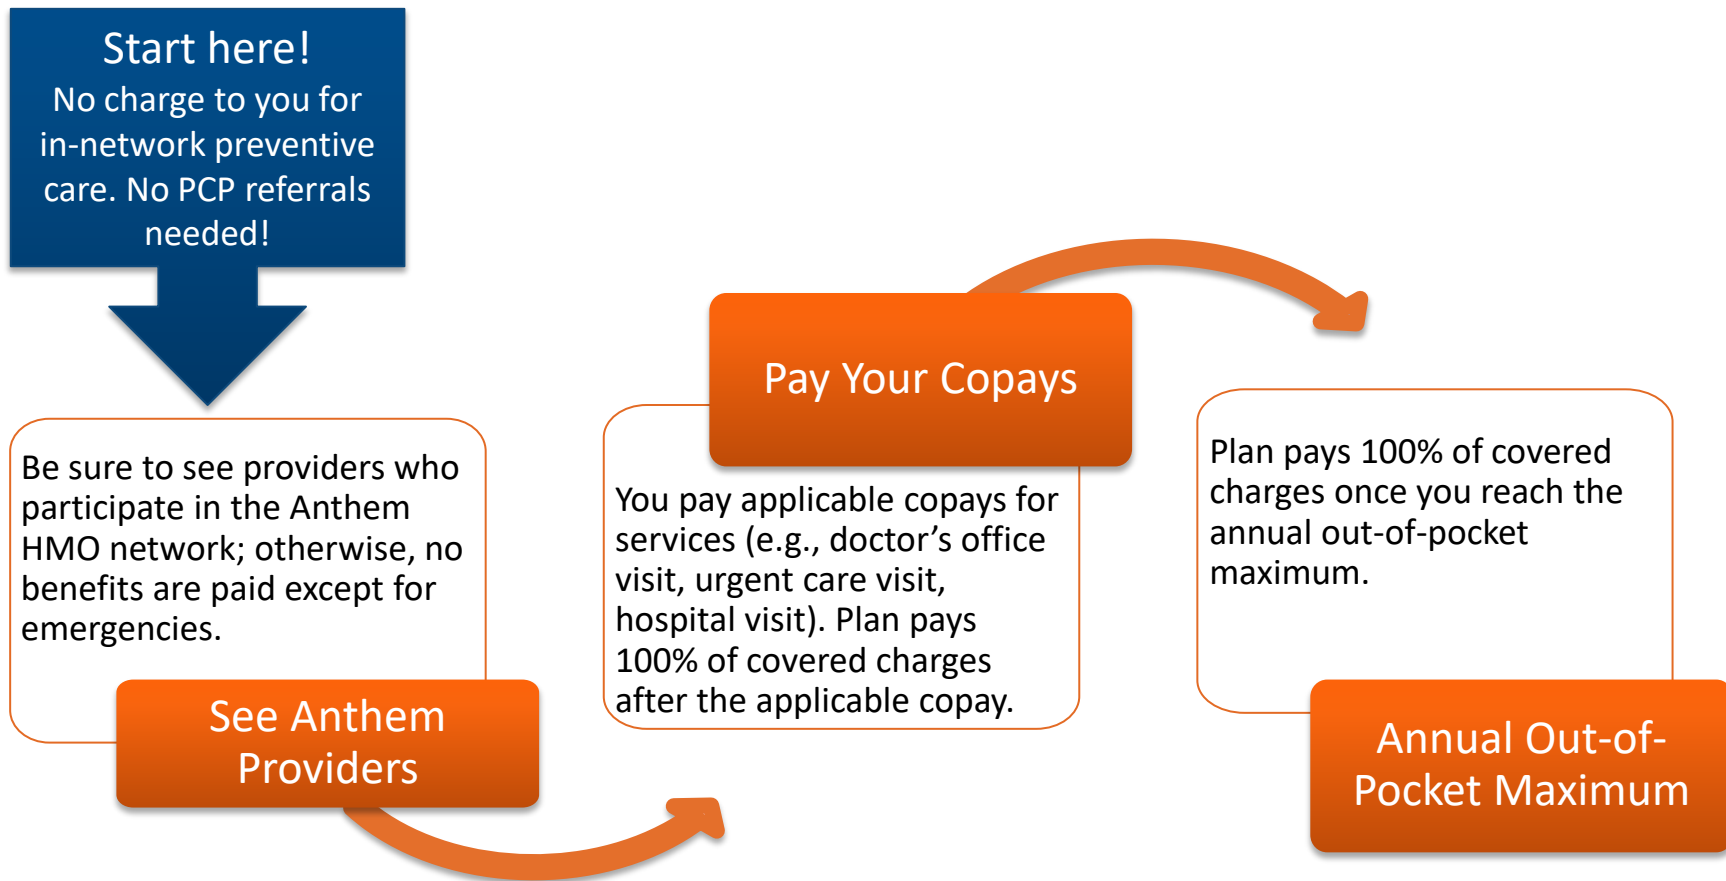 Start here!
No charge to you for
in-network preventive
care. No PCP referrals
needed!
Be sure to see providers who
participate in the Anthem
HMO network; otherwise, no
benefits are paid except for
emergencies.
See Anthem
Providers
Pay Your Copays
You pay applicable copays for
services (e.g., doctor’s office
visit, urgent care visit,
hospital visit). Plan pays
100% of covered charges
after the applicable copay.
Plan pays 100% of covered
charges once you reach the
annual out-of-pocket
maximum.
Annual Out-of-
Pocket Maximum